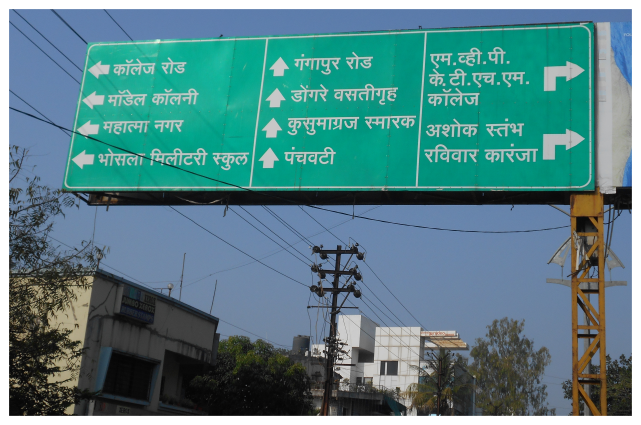 कॉलेज रोड
मॉडेल कॉलनी
महात्मा नगर
भोसला मिलीटरी स्कुल
गंगापुर रोड
डोंगरे वसतीगृह
कुसुमाग्रज स्मारक
पंचवटी
एम.व्ही.पी.
के.टी.एच.एम.
कॉलेज
अशोक स्तंभ
रविवार कारंजा